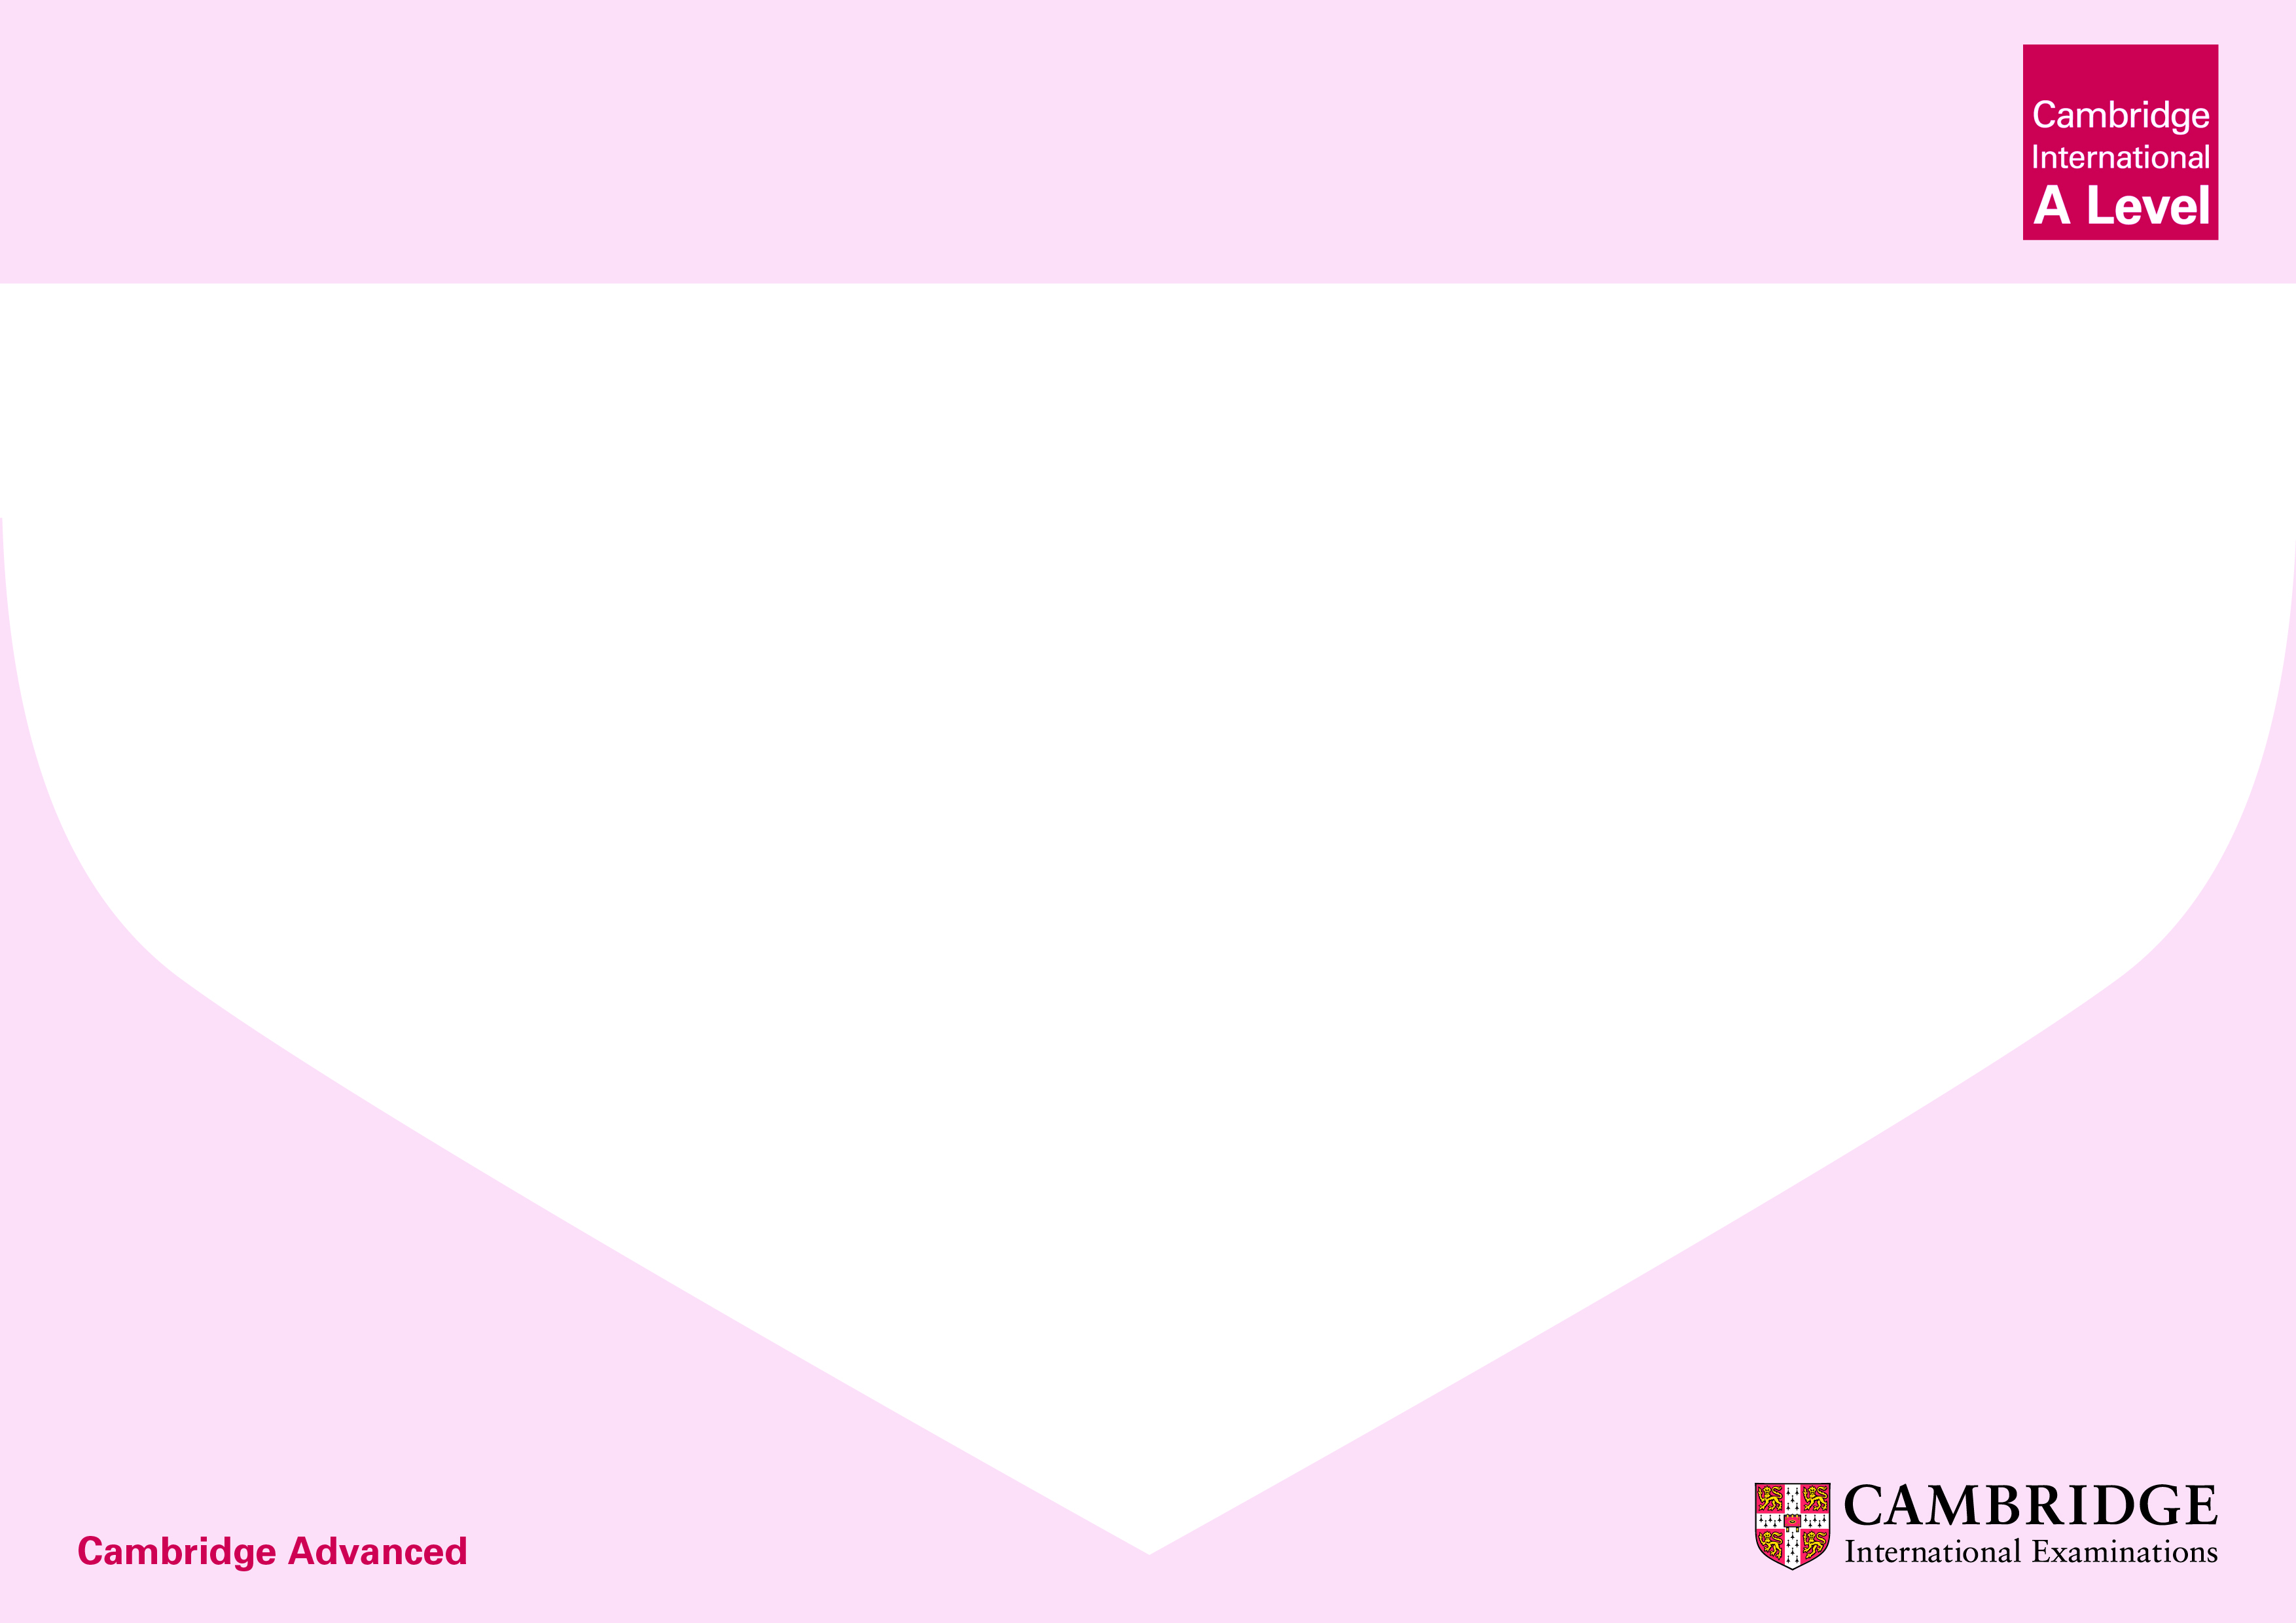 Cambridge
International
A Level
Cambridge Advanced
CAMBRIDGE
International Examinations